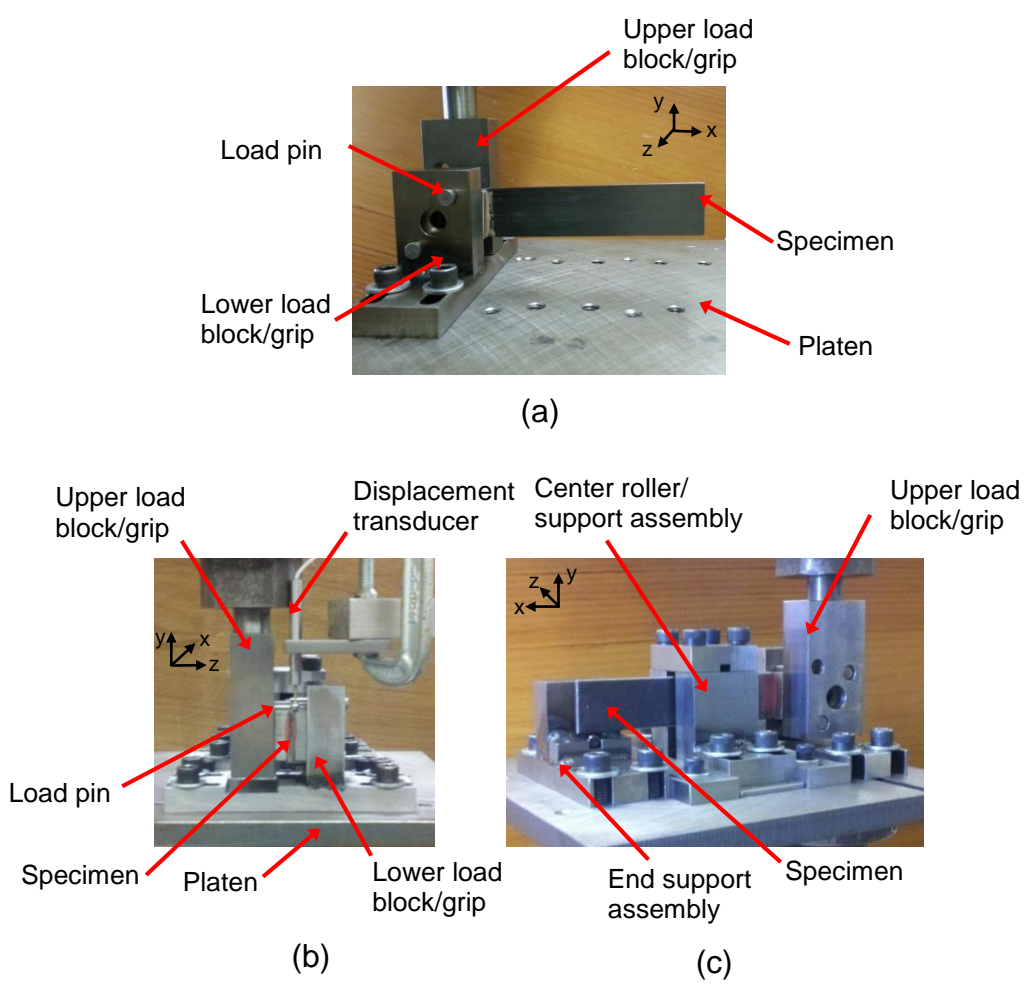 Upper load
block/grip
Load pin
y
x
z
Specimen
Lower load
block/grip
Platen
(a)
Upper load
block/grip
Displacement
transducer
Center roller/
support assembly
Upper load
block/grip
y
x
z
z
y
x
Load pin
Specimen
Platen
Lower load
block/grip
End support
assembly
Specimen
(b)
(c)